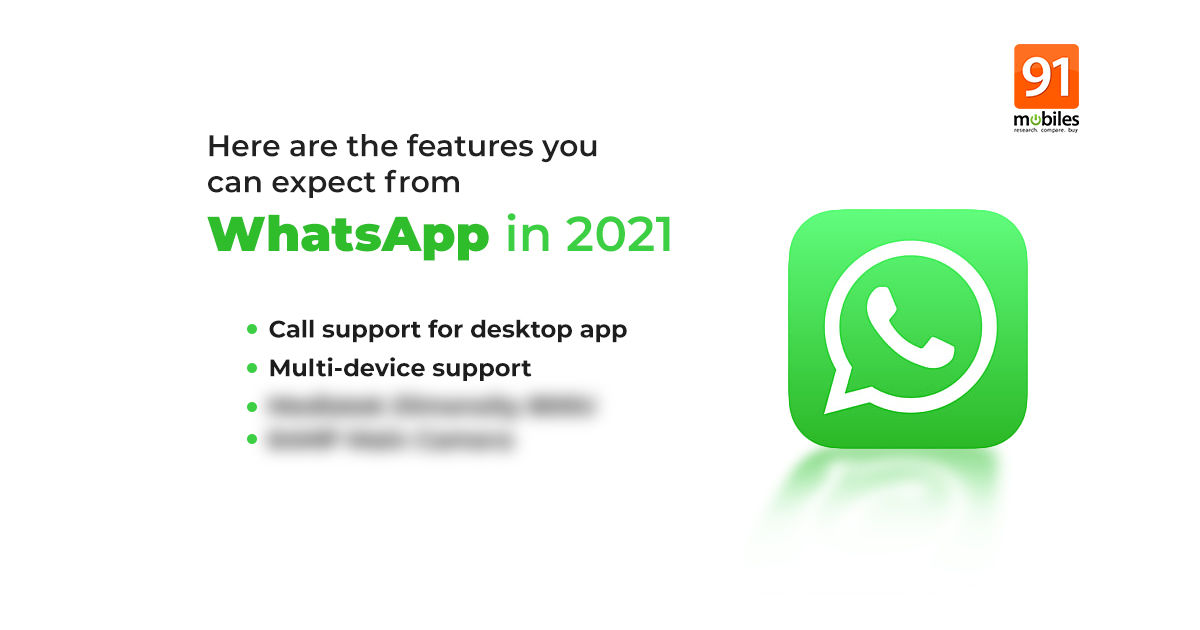 91
mobiles
research. compare. buy
Here are the features you
can expect from
WhatsApp in 2021
Call support for desktop app
Multi-device support